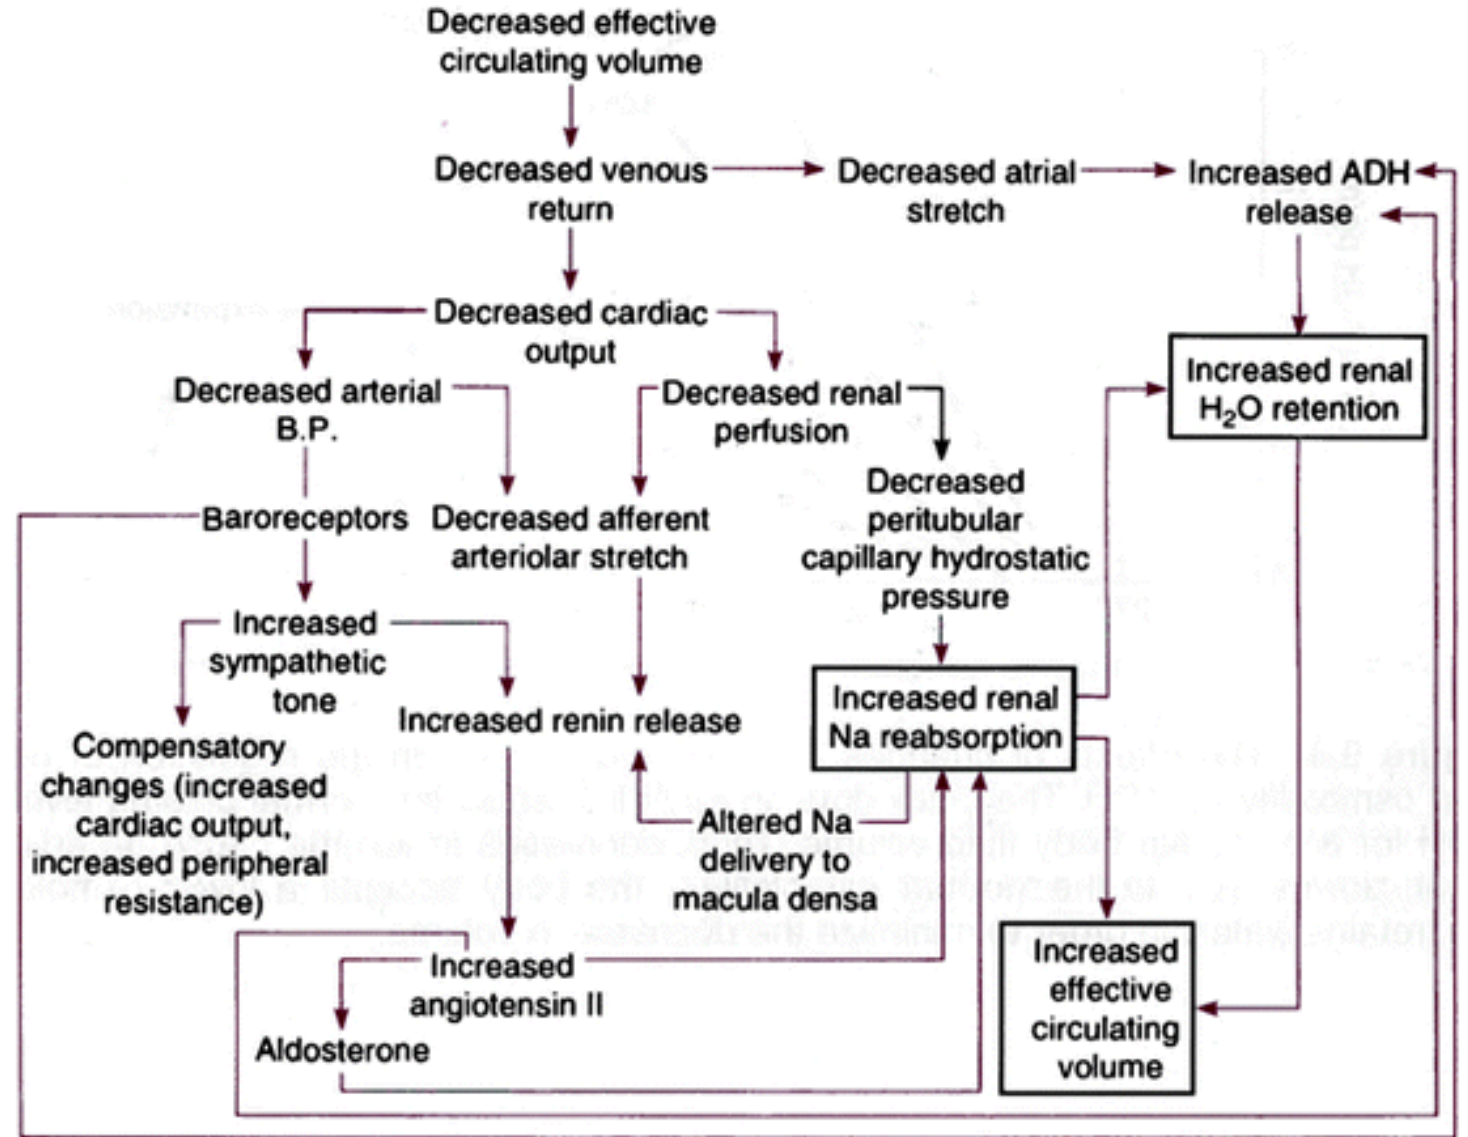 Decreased effective
circulating volume
Decreased venous
return
Decreased atrial
stretch
Increased ADH
release
Decreased cardiac
output
Decreased arterial
B.P.
Decreased renal
perfusion
Increased renal
H₂O retention
Baroreceptors
Decreased afferent
arteriolar stretch
Decreased
peritubular
capillary hydrostatic
pressure
Increased
sympathetic
tone
Increased renin release
Increased renal
Na reabsorption
Compensatory
changes (increased
cardiac output,
increased peripheral
resistance)
Altered Na
delivery to
macula densa
Increased
angiotensin II
Aldosterone
Increased
effective
circulating
volume